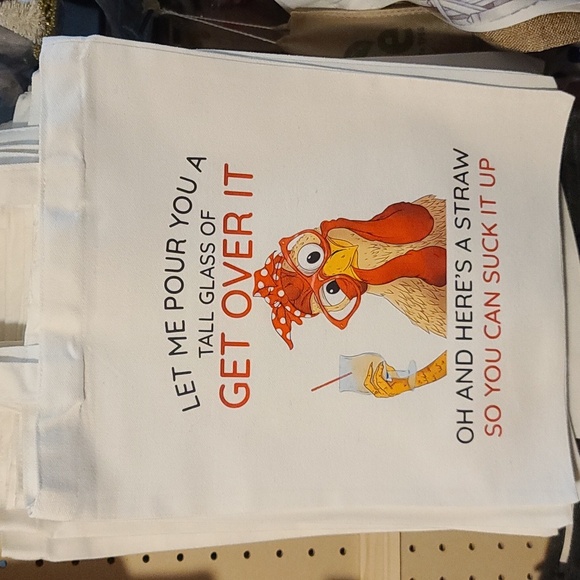 LET ME POUR YOU A
TALL GLASS OF
GET OVER IT
OH AND HERE'S A STRAW
SO YOU CAN SUCK IT UP